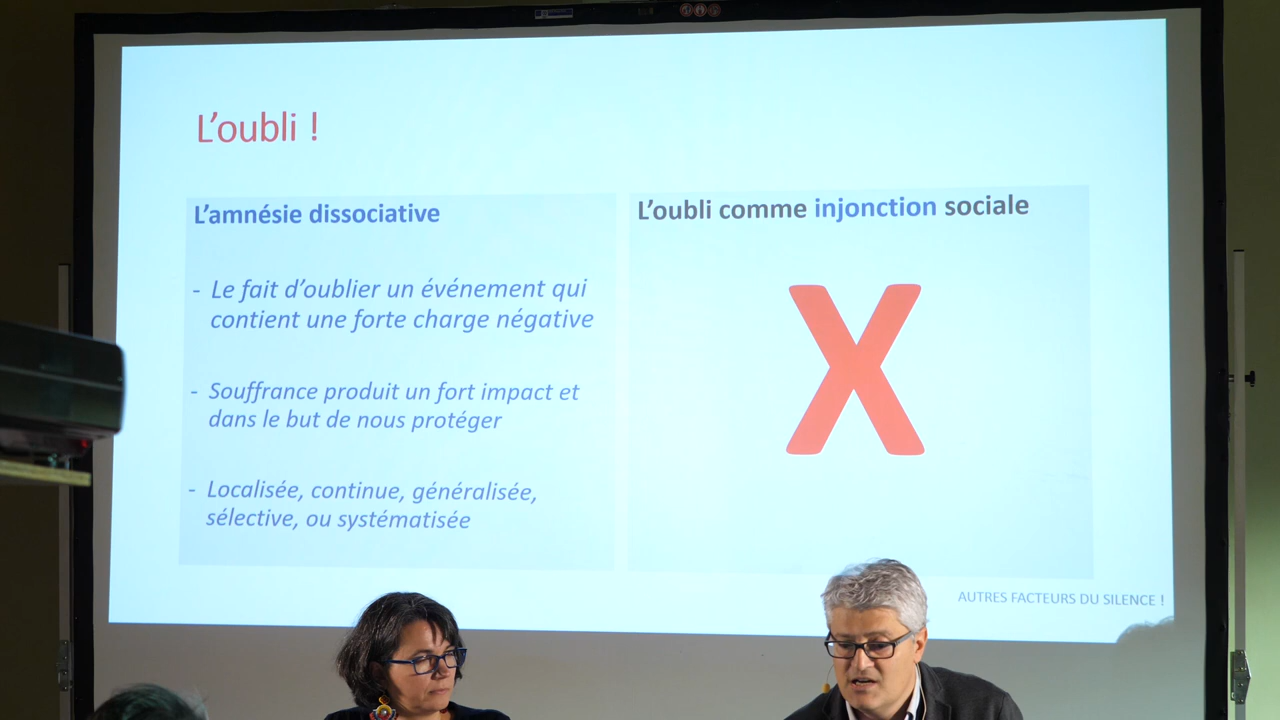 L'oubli !
L'amnésie dissociative
- Le fait d'oublier un événement qui
contient une forte charge négative
- Souffrance produit un fort impact et
dans le but de nous protéger
- Localisée, continue, généralisée,
sélective, ou systématisée
L'oubli comme injonction sociale
X
AUTRES FACTEURS DU SILENCE !